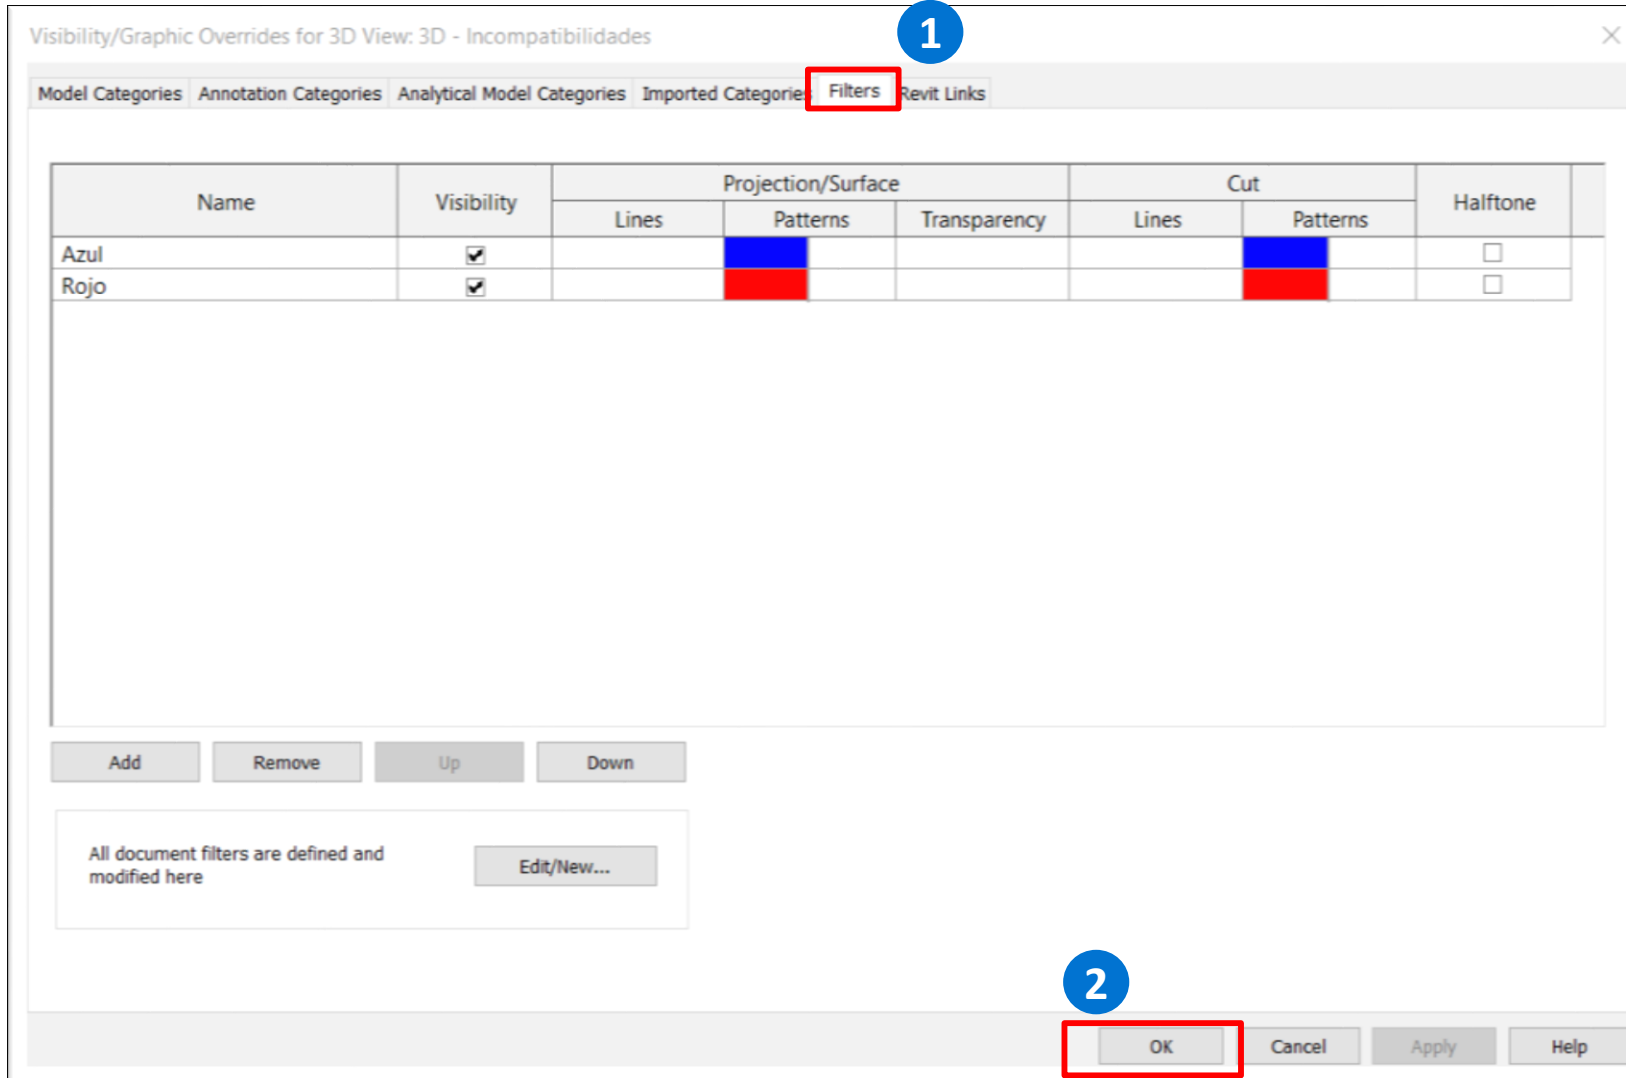 1
Visibility/Graphic Overrides for 3D View: 3D - Incompatibilidades
Model Categories Annotation Categories Analytical Model Categories Imported Categories Filters Revit Links
Name Visibility Projection/Surface Cut Halftone
Lines Patterns Transparency Lines Patterns
Azul
Rojo
Add Remove Up Down
All document filters are defined and
modified here
Edit/New...
2
OK Cancel Apply Help